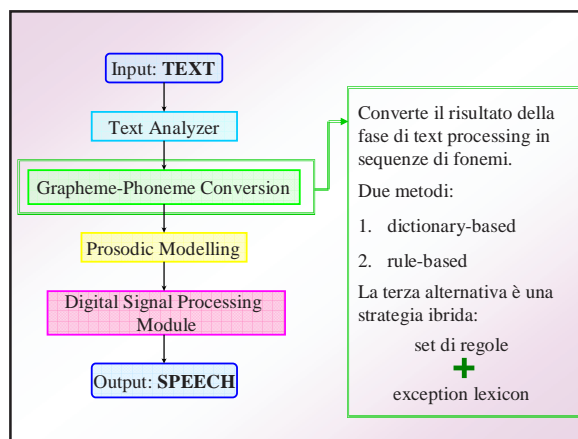 Input: TEXT
Text Analyzer
Grapheme-Phoneme Conversion
Prosodic Modelling
Digital Signal Processing
Module
Output: SPEECH
Converte il risultato della
fase di text processing in
sequenze di fonemi.
Due metodi:
1. dictionary-based
2. rule-based
La terza alternativa è una
strategia ibrida:
set di regole
+
exception lexicon